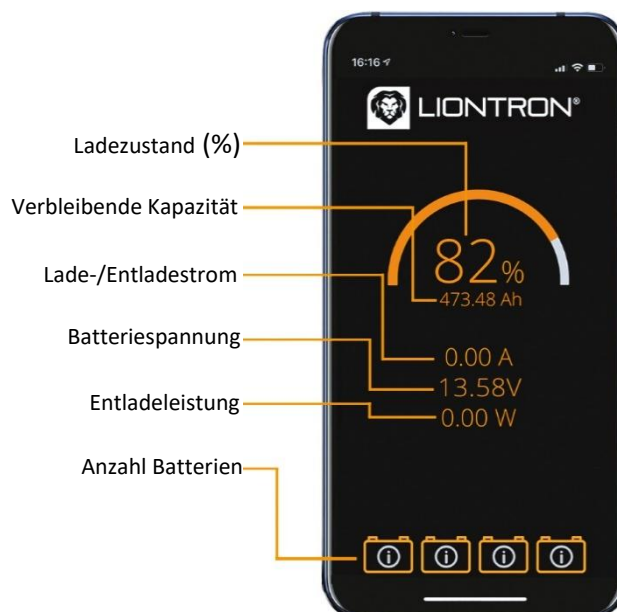 16:16
LIONTRON®
Ladezustand (%)
Verbleibende Kapazität
82%
Lade-/Entladestrom
473.48 Ah
Batteriespannung
0.00 A
13.58V
Entladeleistung
0.00 W
Anzahl Batterien
i i i i